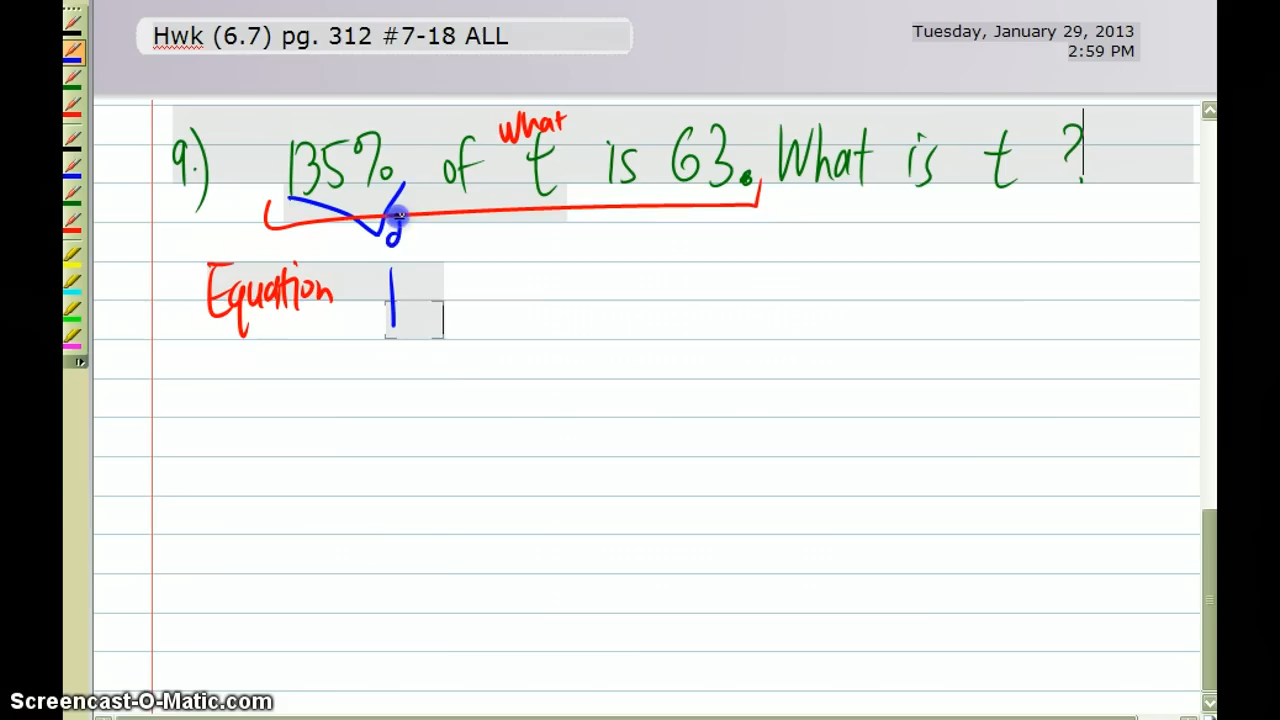 Hwk (6.7) pg. 312 #7-18 ALL
Tuesday, January 29, 2013
2:59 PM
what
9.) 135% of t is 63. What is t ?
d
Equation 1
Screencast-O-Matic.com